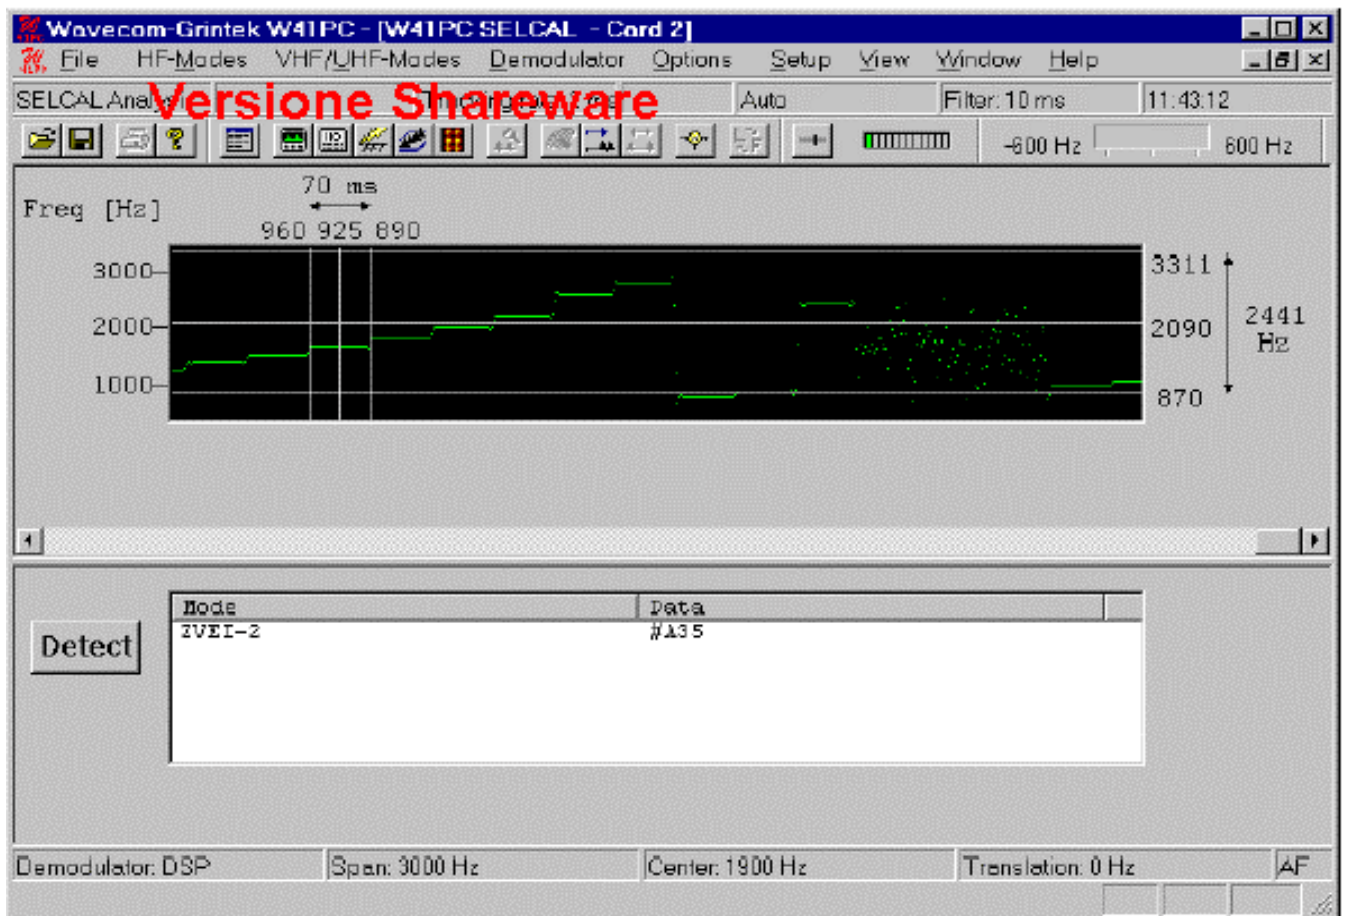 Wavecom-Grintek W41PC - [W41PC SELCAL - Card 2]
File HF-Modes VHF/UHF-Modes Demodulator Options Setup View Window Help
SELCAL Analysis Auto Filter: 10 ms 11:43:12
Versione Shareware
-600 Hz 600 Hz
70 ms
Freq [Hz]
960 925 890
3000 3311
2000 2090 2441 Hz
1000 870
Mode Data
ZVEI-2 #A35
Detect
Demodulator: DSP Span: 3000 Hz Center: 1900 Hz Translation: 0 Hz AF